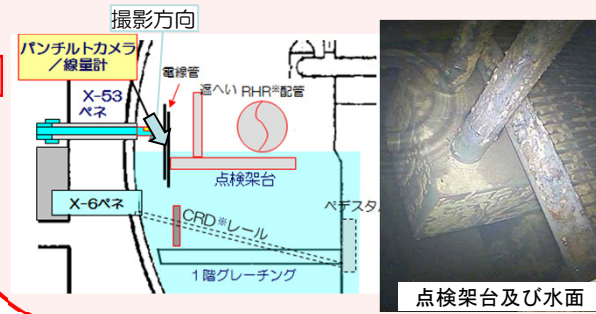 撮影方向
パンチルトカメラ
／線量計
電線管
遮へい RHR※配管
X-53
ペネ
点検架台
X-6ペネ
CRD※レール
ペデスタル
1階グレーチング
点検架台及び水面